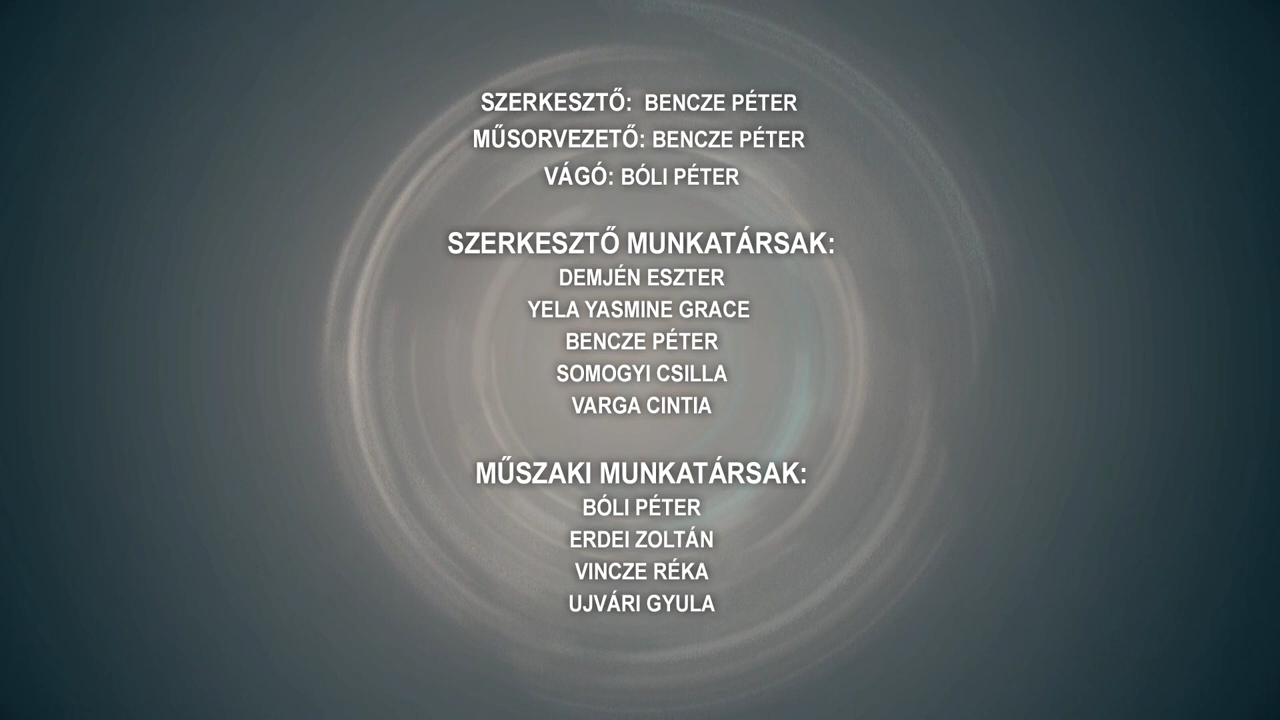 SZERKESZTŐ: BENCZE PÉTER
MŰSORVEZETŐ: BENCZE PÉTER
VÁGÓ: BÓLI PÉTER
SZERKESZTŐ MUNKATÁRSAK:
DEMJÉN ESZTER
YELA YASMINE GRACE
BENCZE PÉTER
SOMOGYI CSILLA
VARGA CINTIA
MŰSZAKI MUNKATÁRSAK:
BÓLI PÉTER
ERDEI ZOLTÁN
VINCZE RÉKA
UJVÁRI GYULA